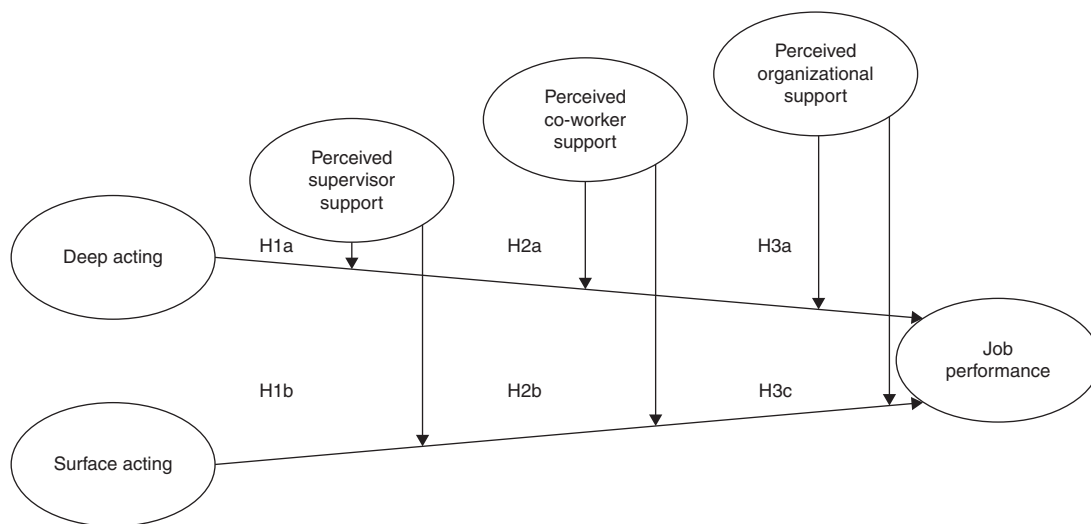 Perceived
organizational
support
Perceived
co-worker
support
Perceived
supervisor
support
Deep acting
H1a
H2a
H3a
Job
performance
H1b
H2b
H3c
Surface acting